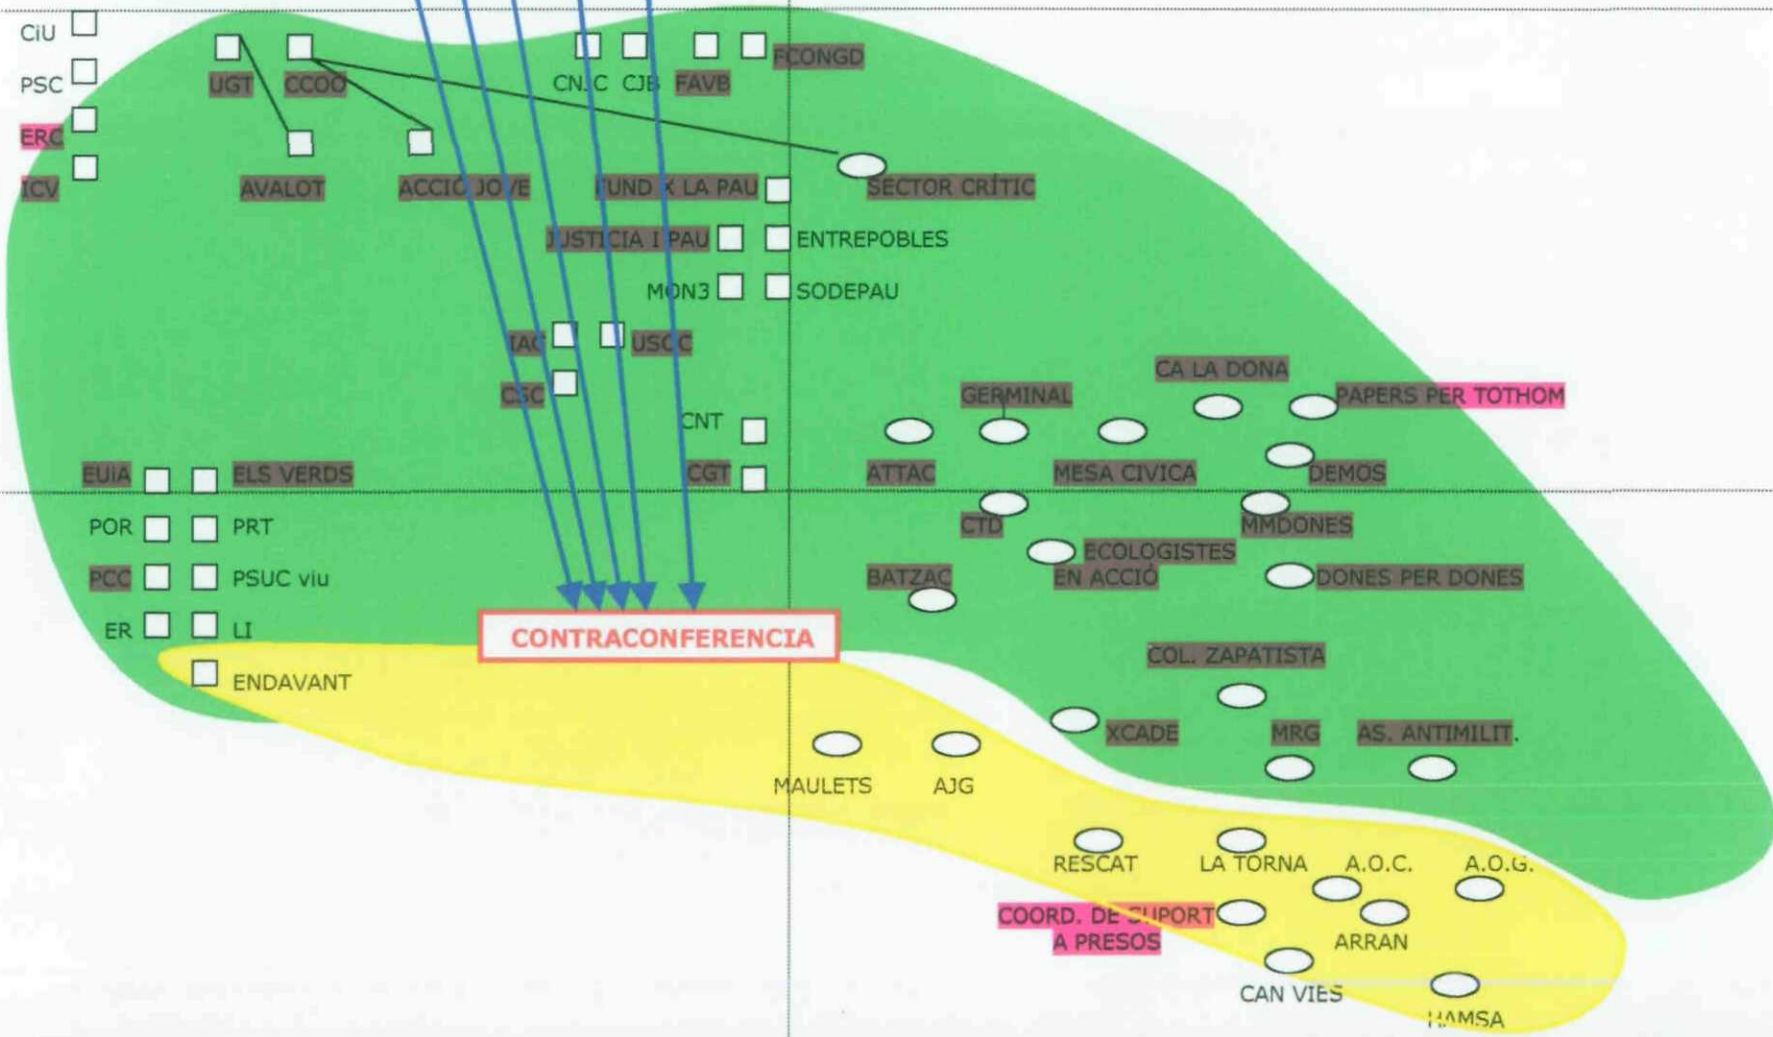 CiU
PSC
ERC
ICV
UGT
CCOO
CNJC
CJB
FAVB
FCONGD
AVALOT
ACCIÓ JOVE
FUND X LA PAU
SECTOR CRÍTIC
JUSTICIA I PAU
ENTREPOBLES
MON3
SODEPAU
IAC
USOC
CSC
CA LA DONA
GERMINAL
PAPERS PER TOTHOM
CNT
EUiA
ELS VERDS
CGT
ATTAC
MESA CIVICA
DEMOS
POR
PRT
CTD
MMDONES
ECOLOGISTES
EN ACCIÓ
PCC
PSUC viu
BATZAC
DONES PER DONES
ER
LI
CONTRACONFERENCIA
COL. ZAPATISTA
ENDAVANT
XCADE
MRG
AS. ANTIMILIT.
MAULETS
AJG
RESCAT
LA TORNA
A.O.C.
A.O.G.
COORD. DE SUPORT
A PRESOS
ARRAN
CAN VIES
HAMSA